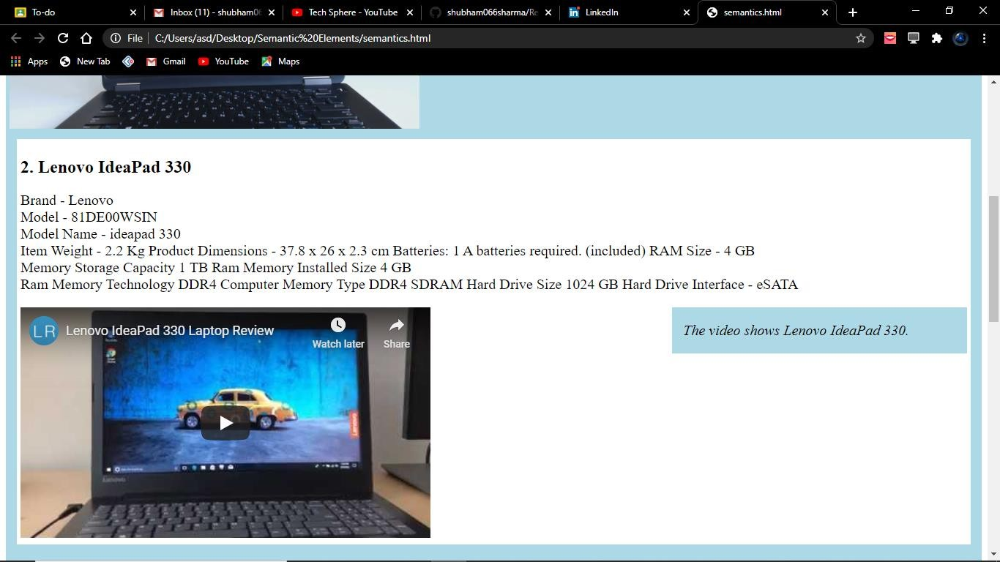 To-do
Inbox (11) - shubham06
Tech Sphere - YouTube
shubham066sharma/Re
LinkedIn
semantics.html
File
C:/Users/asd/Desktop/Semantic%20Elements/semantics.html
Apps
New Tab
Gmail
YouTube
Maps
2. Lenovo IdeaPad 330
Brand - Lenovo
Model - 81DE00WSIN
Model Name - ideapad 330
Item Weight - 2.2 Kg Product Dimensions - 37.8 x 26 x 2.3 cm Batteries: 1 A batteries required. (included) RAM Size - 4 GB
Memory Storage Capacity 1 TB Ram Memory Installed Size 4 GB
Ram Memory Technology DDR4 Computer Memory Type DDR4 SDRAM Hard Drive Size 1024 GB Hard Drive Interface - eSATA
LR
Lenovo IdeaPad 330 Laptop Review
Watch later
Share
The video shows Lenovo IdeaPad 330.
Lenovo
Lenovo